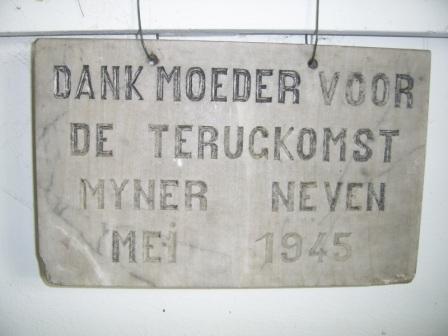 DANK MOEDER VOOR
DE TERUGKOMST
MYNER NEVEN
MEI 1945